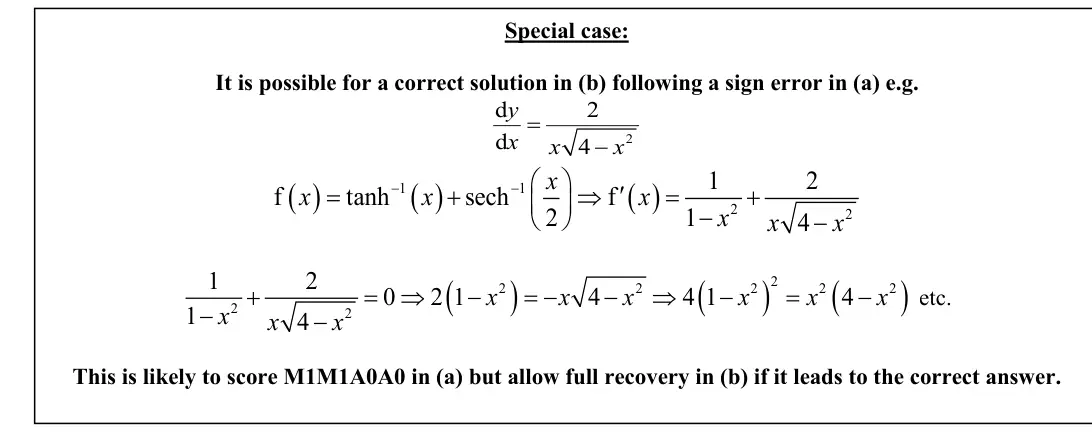 Special case:
It is possible for a correct solution in (b) following a sign error in (a) e.g.
dy/dx = 2/(x√(4 − x²))
f(x) = tanh⁻¹(x) + sech⁻¹(x/2) ⇒ f′(x) = 1/(1 − x²) + 2/(x√(4 − x²))
1/(1 − x²) + 2/(x√(4 − x²)) = 0 ⇒ 2(1 − x²) = −x√(4 − x²) ⇒ 4(1 − x²)² = x²(4 − x²) etc.
This is likely to score M1M1A0A0 in (a) but allow full recovery in (b) if it leads to the correct answer.